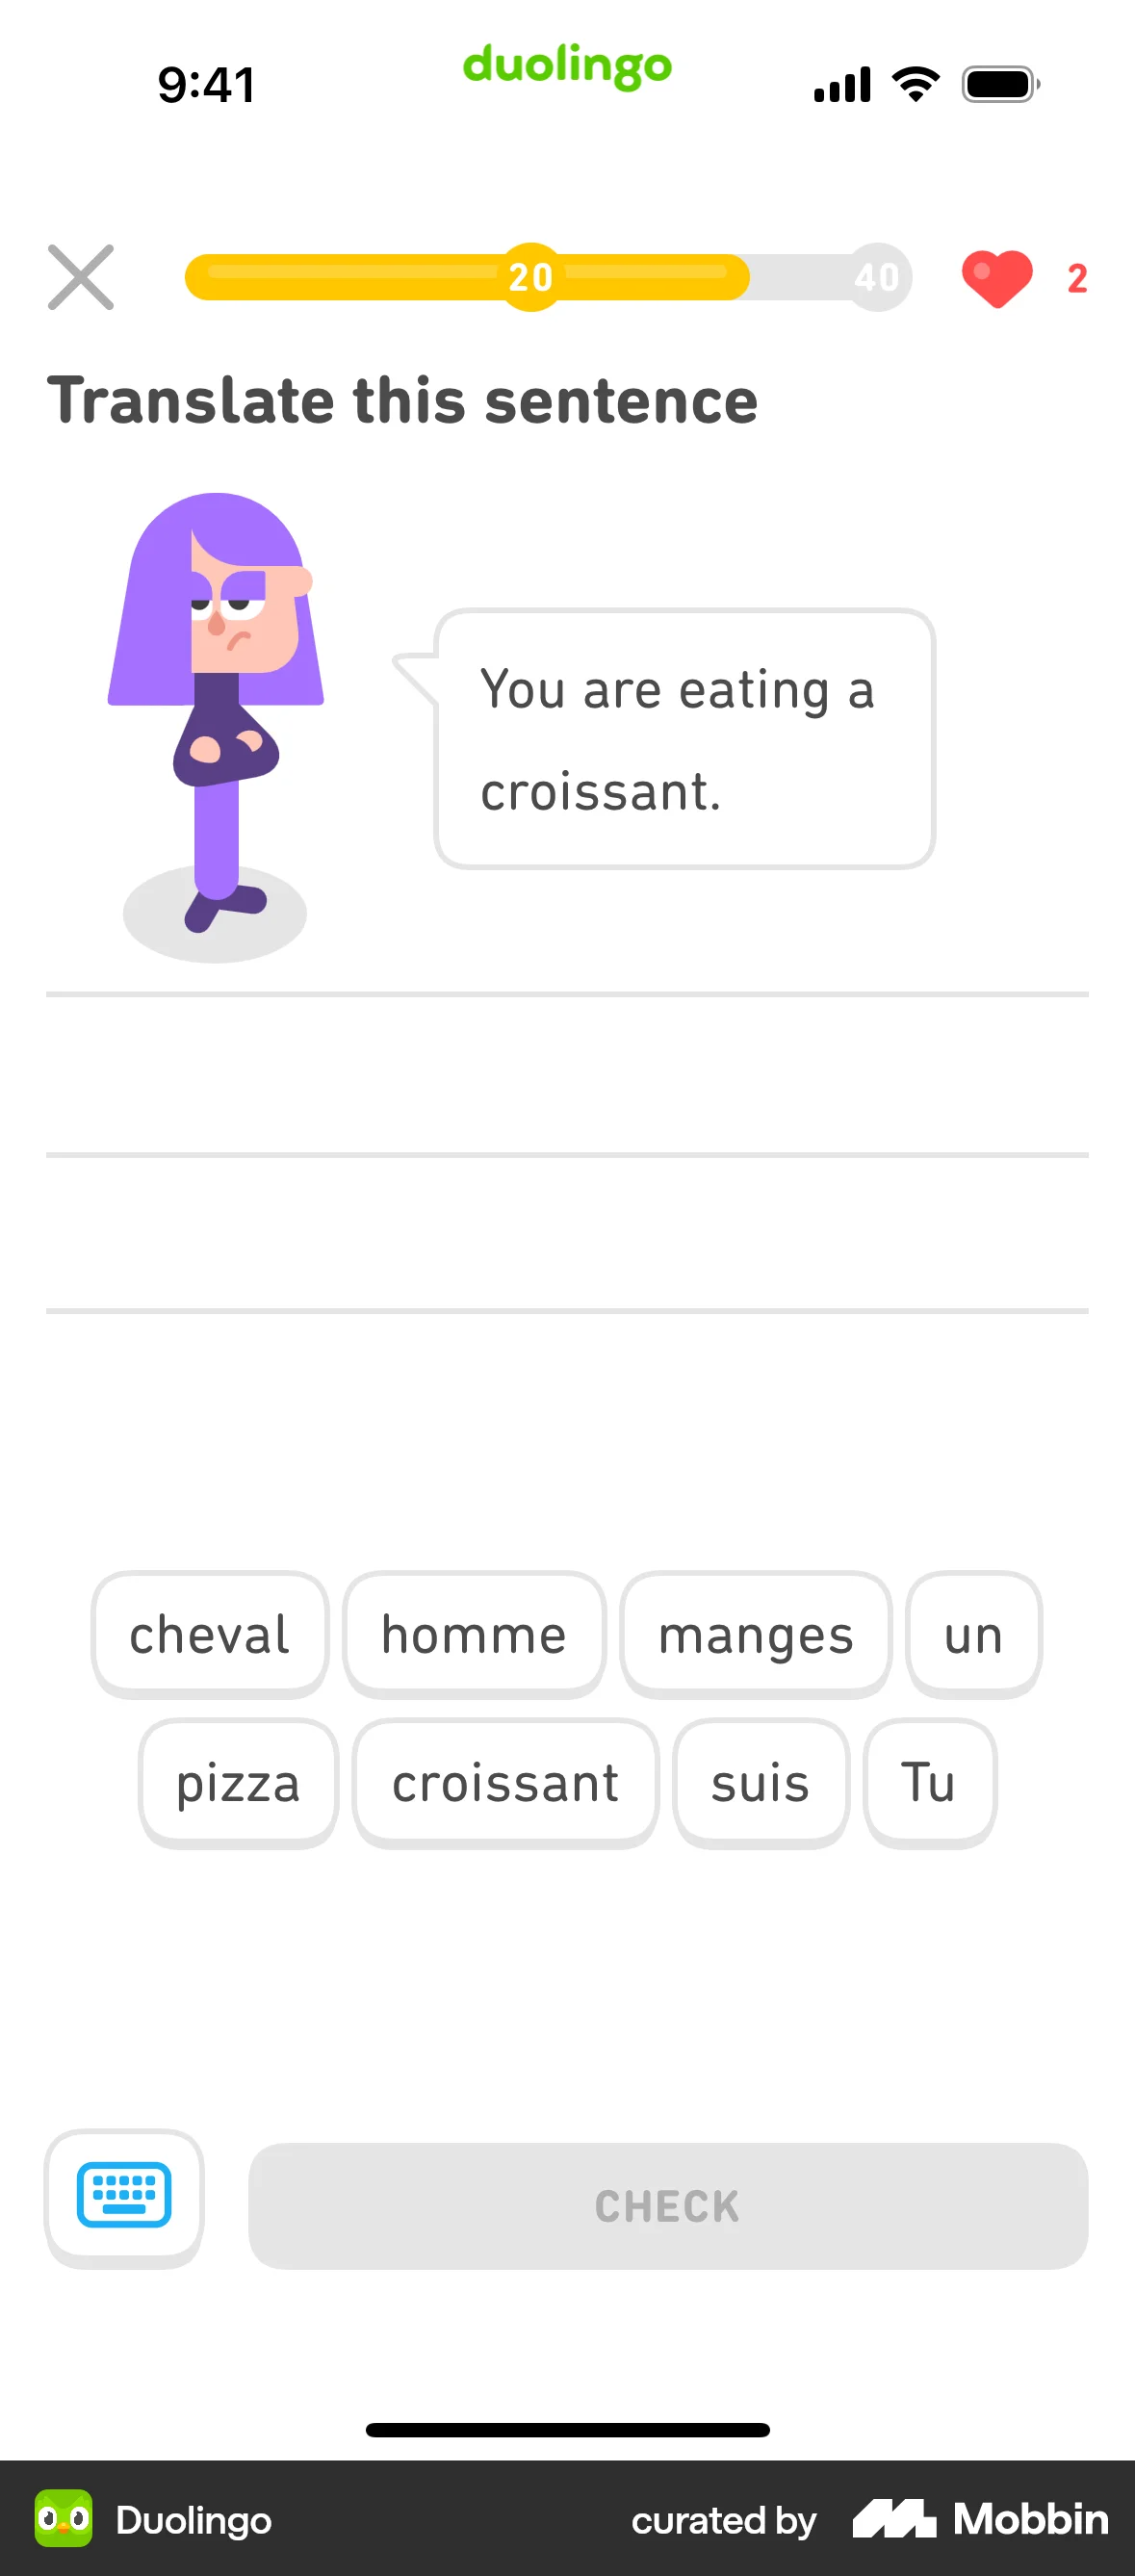 9:41
duolingo
20
40
2
Translate this sentence
You are eating a
croissant.
cheval homme manges un
pizza croissant suis Tu
CHECK
Duolingo curated by Mobbin